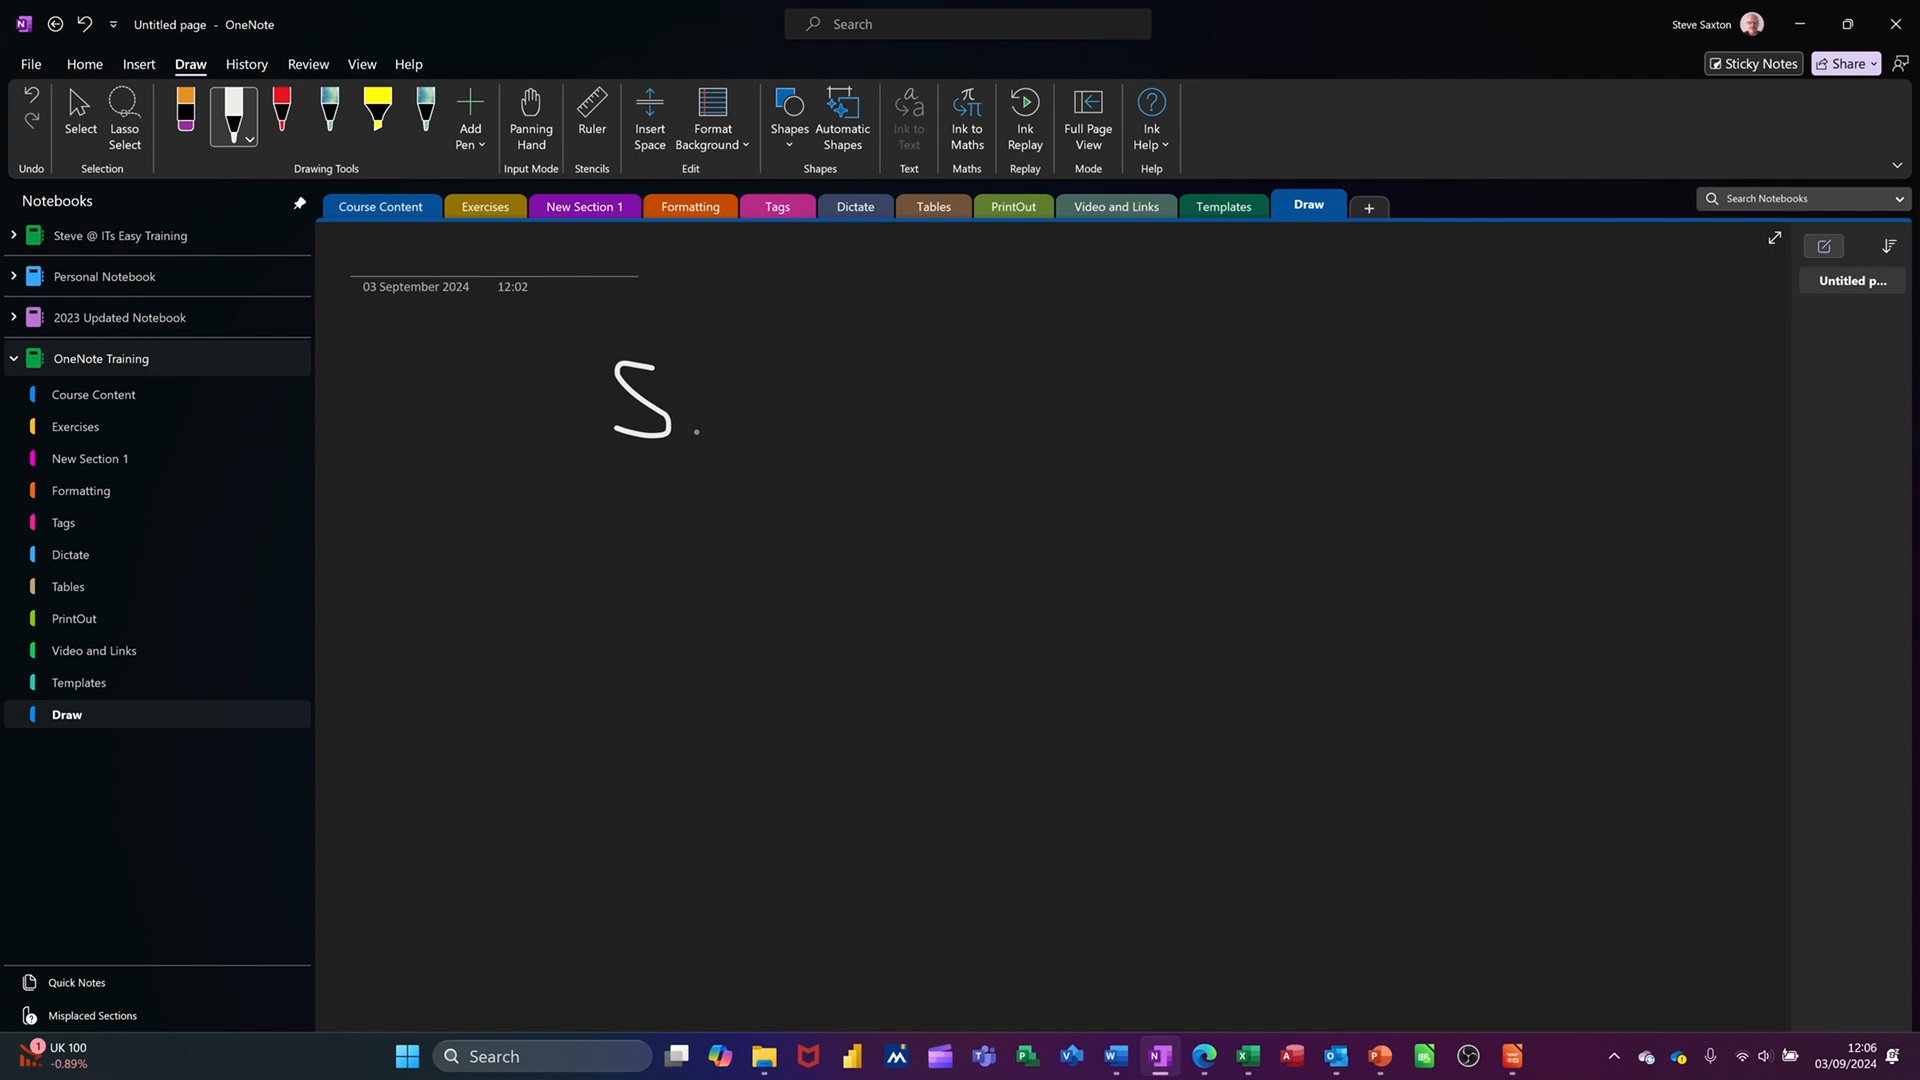 Untitled page - OneNote
Search
Steve Saxton
File Home Insert Draw History Review View Help
Sticky Notes Share
Select
Lasso Select
Add Pen
Panning Hand
Ruler
Insert Space
Format Background
Shapes
Automatic Shapes
Ink to Text
Ink to Maths
Ink Replay
Full Page View
Ink Help
Undo Selection Drawing Tools Input Mode Stencils Edit Shapes Text Maths Replay Mode Help
Notebooks
Course Content Exercises New Section 1 Formatting Tags Dictate Tables PrintOut Video and Links Templates Draw
Search Notebooks
Steve @ ITs Easy Training
Personal Notebook
2023 Updated Notebook
OneNote Training
Course Content
Exercises
New Section 1
Formatting
Tags
Dictate
Tables
PrintOut
Video and Links
Templates
Draw
Quick Notes
Misplaced Sections
03 September 2024 12:02
S
Untitled p...
1
UK 100
-0.89%
Search
12:06
03/09/2024